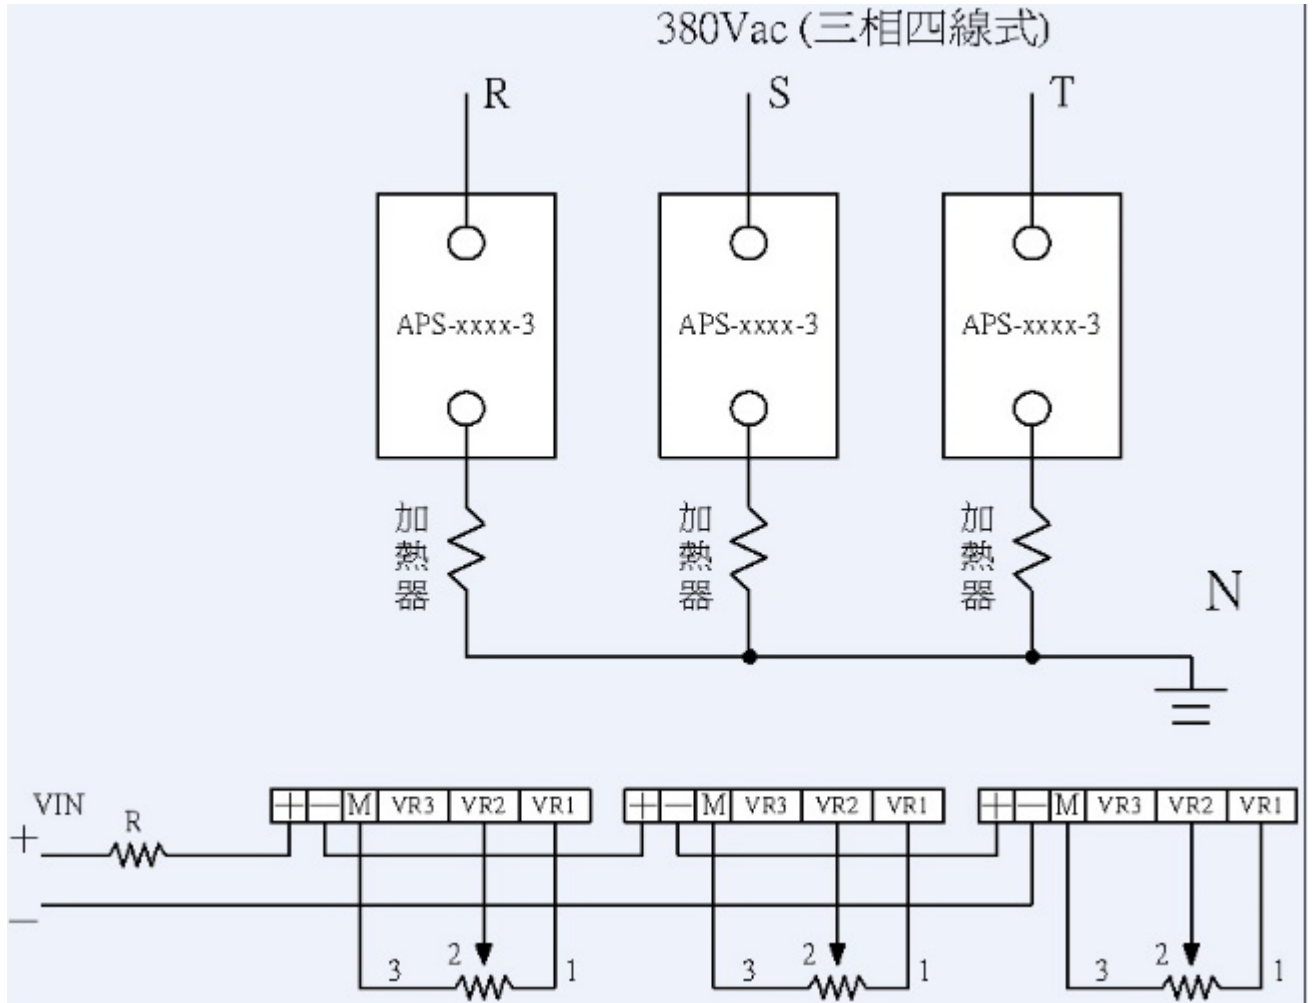 380Vac (三相四線式)
R S T
APS-xxxx-3 APS-xxxx-3 APS-xxxx-3
加熱器 加熱器 加熱器
N
VIN
R
+ − M VR3 VR2 VR1 + − M VR3 VR2 VR1 + − M VR3 VR2 VR1
+
−
3 2 1 3 2 1 3 2 1